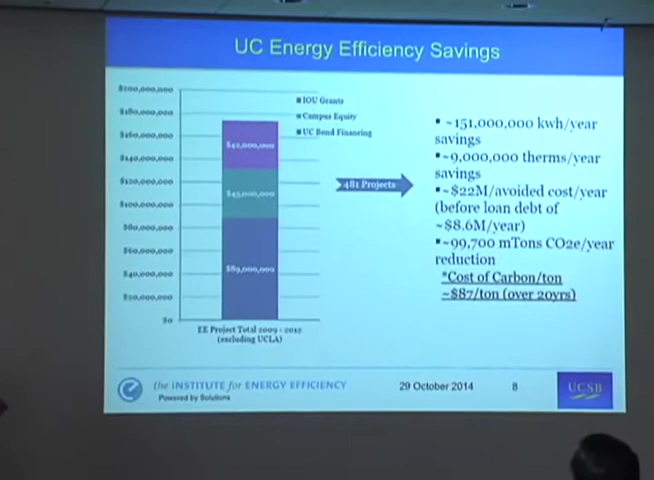 UC Energy Efficiency Savings
$200,000,000
$180,000,000
$160,000,000
$140,000,000
$120,000,000
$100,000,000
$80,000,000
$60,000,000
$40,000,000
$20,000,000
$0
IOU Grants
Campus Equity
UC Bond Financing
$42,000,000
$43,000,000
$89,000,000
EE Project Total 2009 - 2012
(excluding UCLA)
481 Projects
▪ ~151,000,000 kwh/year
savings
▪~9,000,000 therms/year
savings
▪~$22M/avoided cost/year
(before loan debt of
~$8.6M/year)
▪~99,700 mTons CO2e/year
reduction
*Cost of Carbon/ton
~$87/ton (over 20yrs)
the INSTITUTE for ENERGY EFFICIENCY
Powered by Solutions
29 October 2014
8
UCSB